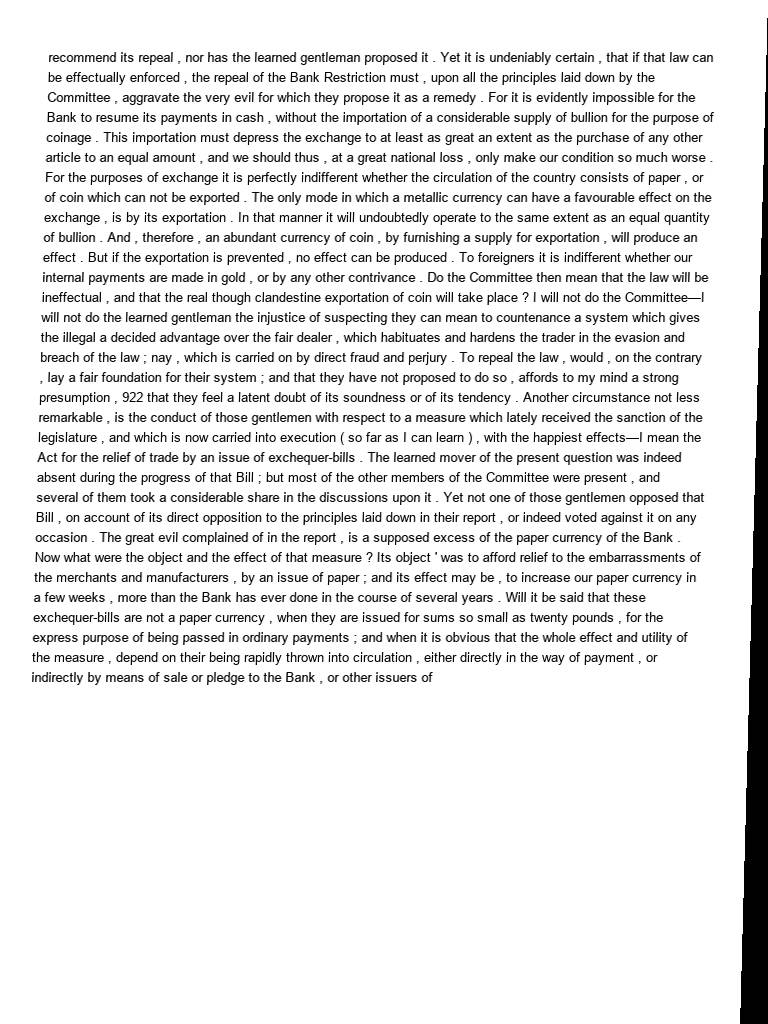 recommend its repeal , nor has the learned gentleman proposed it . Yet it is undeniably certain , that if that law can
be effectually enforced , the repeal of the Bank Restriction must , upon all the principles laid down by the
Committee , aggravate the very evil for which they propose it as a remedy . For it is evidently impossible for the
Bank to resume its payments in cash , without the importation of a considerable supply of bullion for the purpose of
coinage . This importation must depress the exchange to at least as great an extent as the purchase of any other
article to an equal amount , and we should thus , at a great national loss , only make our condition so much worse .
For the purposes of exchange it is perfectly indifferent whether the circulation of the country consists of paper , or
of coin which can not be exported . The only mode in which a metallic currency can have a favourable effect on the
exchange , is by its exportation . In that manner it will undoubtedly operate to the same extent as an equal quantity
of bullion . And , therefore , an abundant currency of coin , by furnishing a supply for exportation , will produce an
effect . But if the exportation is prevented , no effect can be produced . To foreigners it is indifferent whether our
internal payments are made in gold , or by any other contrivance . Do the Committee then mean that the law will be
ineffectual , and that the real though clandestine exportation of coin will take place ? I will not do the Committee—I
will not do the learned gentleman the injustice of suspecting they can mean to countenance a system which gives
the illegal a decided advantage over the fair dealer , which habituates and hardens the trader in the evasion and
breach of the law ; nay , which is carried on by direct fraud and perjury . To repeal the law , would , on the contrary
, lay a fair foundation for their system ; and that they have not proposed to do so , affords to my mind a strong
presumption , 922 that they feel a latent doubt of its soundness or of its tendency . Another circumstance not less
remarkable , is the conduct of those gentlemen with respect to a measure which lately received the sanction of the
legislature , and which is now carried into execution ( so far as I can learn ) , with the happiest effects—I mean the
Act for the relief of trade by an issue of exchequer-bills . The learned mover of the present question was indeed
absent during the progress of that Bill ; but most of the other members of the Committee were present , and
several of them took a considerable share in the discussions upon it . Yet not one of those gentlemen opposed that
Bill , on account of its direct opposition to the principles laid down in their report , or indeed voted against it on any
occasion . The great evil complained of in the report , is a supposed excess of the paper currency of the Bank .
Now what were the object and the effect of that measure ? Its object ' was to afford relief to the embarrassments of
the merchants and manufacturers , by an issue of paper ; and its effect may be , to increase our paper currency in
a few weeks , more than the Bank has ever done in the course of several years . Will it be said that these
exchequer-bills are not a paper currency , when they are issued for sums so small as twenty pounds , for the
express purpose of being passed in ordinary payments ; and when it is obvious that the whole effect and utility of
the measure , depend on their being rapidly thrown into circulation , either directly in the way of payment , or
indirectly by means of sale or pledge to the Bank , or other issuers of